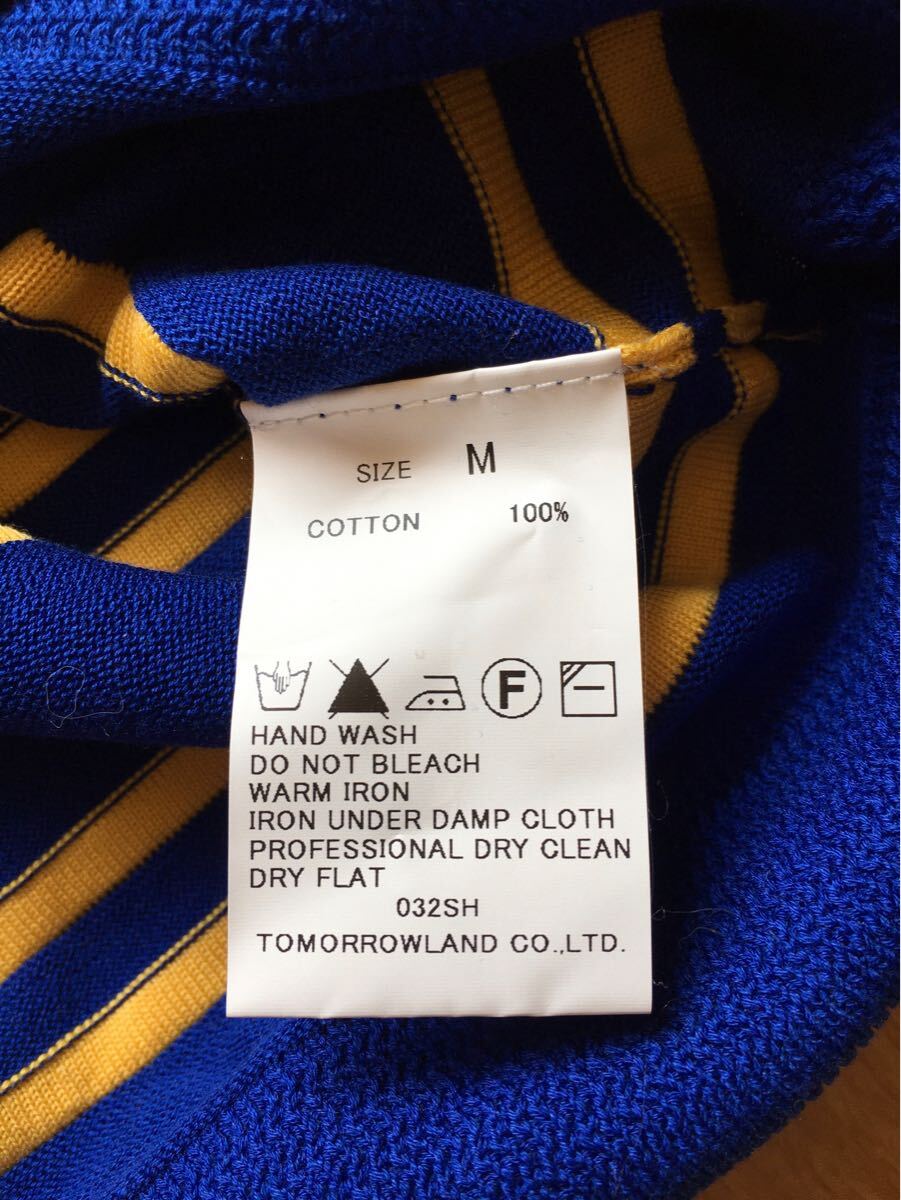 SIZE M
COTTON 100%
F
HAND WASH
DO NOT BLEACH
WARM IRON
IRON UNDER DAMP CLOTH
PROFESSIONAL DRY CLEAN
DRY FLAT
032SH
TOMORROWLAND CO.,LTD.